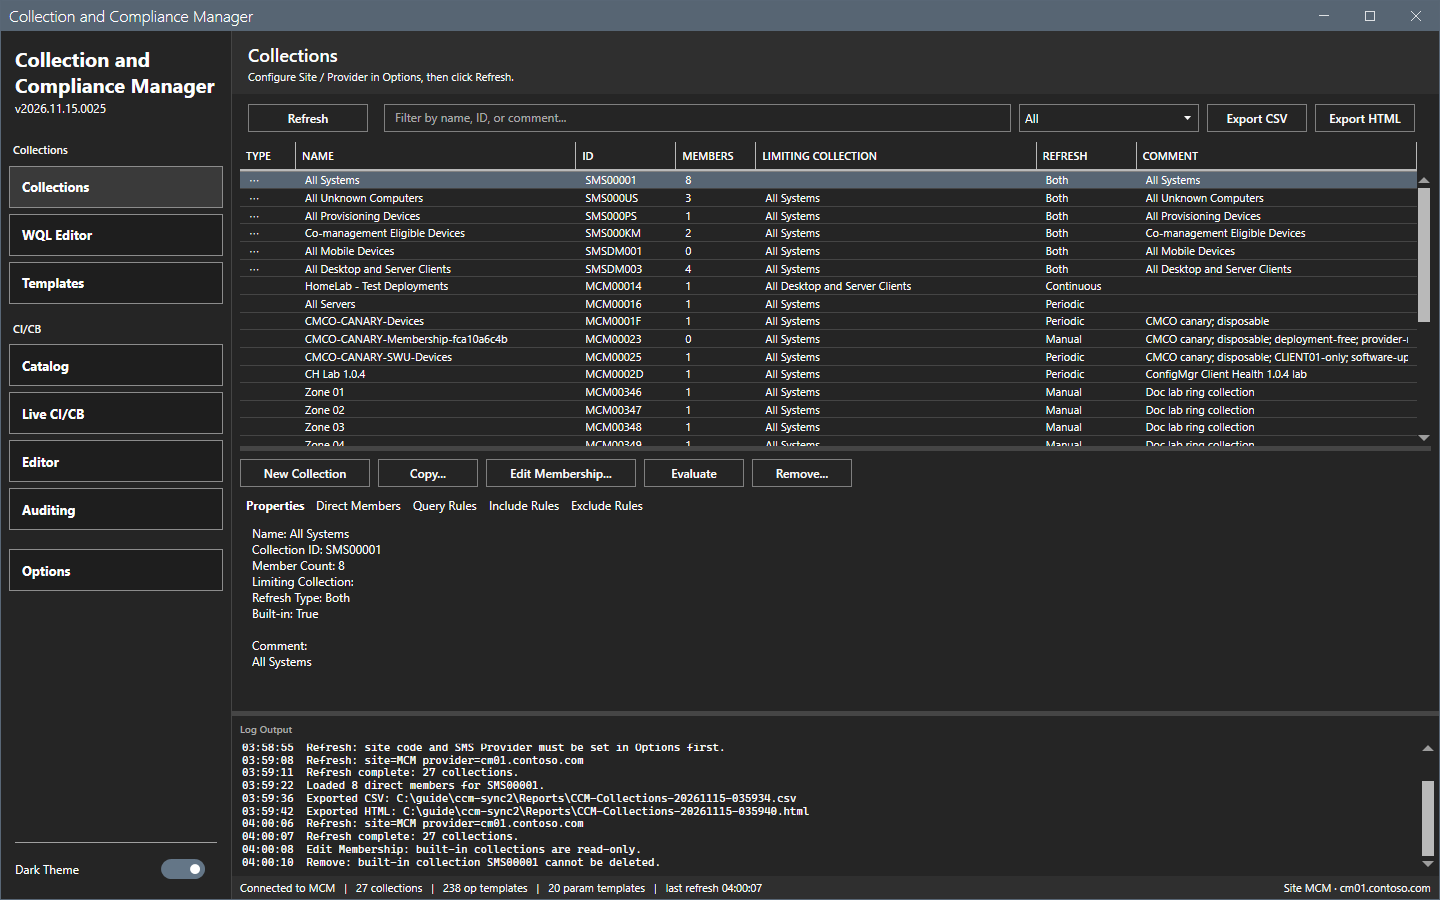 Collection and Compliance Manager
Collection and
Compliance Manager
v2026.11.15.0025
Collections
Collections
WQL Editor
Templates
CI/CB
Catalog
Live CI/CB
Editor
Auditing
Options
Dark Theme
Collections
Configure Site / Provider in Options, then click Refresh.
Refresh
Filter by name, ID, or comment...
All
Export CSV
Export HTML
TYPE NAME ID MEMBERS LIMITING COLLECTION REFRESH COMMENT
... All Systems SMS00001 8 Both All Systems
... All Unknown Computers SMS000US 3 All Systems Both All Unknown Computers
... All Provisioning Devices SMS000PS 1 All Systems Both All Provisioning Devices
... Co-management Eligible Devices SMS000KM 2 All Systems Both Co-management Eligible Devices
... All Mobile Devices SMSDM001 0 All Systems Both All Mobile Devices
... All Desktop and Server Clients SMSDM003 4 All Systems Both All Desktop and Server Clients
HomeLab - Test Deployments MCM00014 1 All Desktop and Server Clients Continuous
All Servers MCM00016 1 All Systems Periodic
CMCO-CANARY-Devices MCM0001F 1 All Systems Periodic CMCO canary; disposable
CMCO-CANARY-Membership-fca10a6c4b MCM00023 0 All Systems Manual CMCO canary; disposable; deployment-free; provider-
CMCO-CANARY-SWU-Devices MCM00025 1 All Systems Periodic CMCO canary; disposable; CLIENT01-only; software-up
CH Lab 1.0.4 MCM0002D 1 All Systems Periodic ConfigMgr Client Health 1.0.4 lab
Zone 01 MCM00346 1 All Systems Manual Doc lab ring collection
Zone 02 MCM00347 1 All Systems Manual Doc lab ring collection
Zone 03 MCM00348 1 All Systems Manual Doc lab ring collection
Zone 04 MCM00349 1 All Systems Manual Doc lab ring collection
New Collection
Copy...
Edit Membership...
Evaluate
Remove...
Properties Direct Members Query Rules Include Rules Exclude Rules
Name: All Systems
Collection ID: SMS00001
Member Count: 8
Limiting Collection:
Refresh Type: Both
Built-in: True
Comment:
All Systems
Log Output
03:58:55 Refresh: site code and SMS Provider must be set in Options first.
03:59:08 Refresh: site=MCM provider=cm01.contoso.com
03:59:11 Refresh complete: 27 collections.
03:59:22 Loaded 8 direct members for SMS00001.
03:59:36 Exported CSV: C:\guide\ccm-sync2\Reports\CCM-Collections-20261115-035934.csv
03:59:42 Exported HTML: C:\guide\ccm-sync2\Reports\CCM-Collections-20261115-035940.html
04:00:06 Refresh: site=MCM provider=cm01.contoso.com
04:00:07 Refresh complete: 27 collections.
04:00:08 Edit Membership: built-in collections are read-only.
04:00:10 Remove: built-in collection SMS00001 cannot be deleted.
Connected to MCM | 27 collections | 238 op templates | 20 param templates | last refresh 04:00:07
Site MCM · cm01.contoso.com